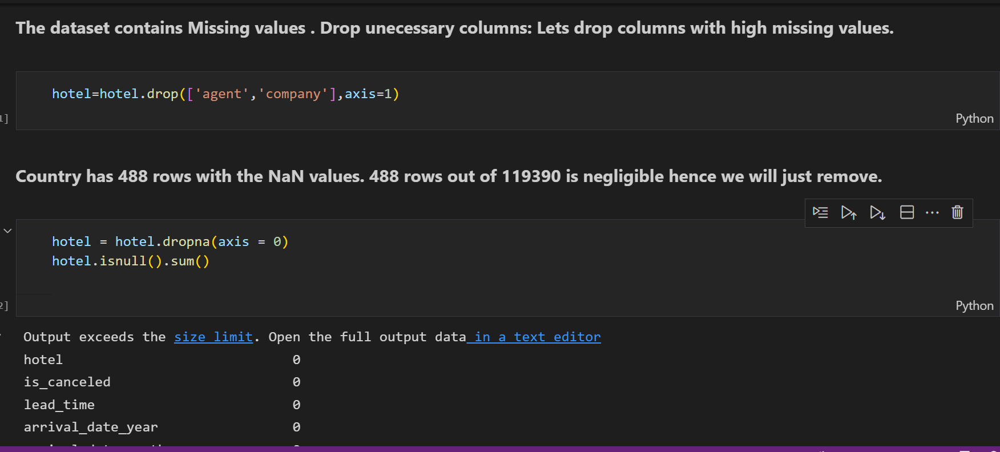 The dataset contains Missing values . Drop unecessary columns: Lets drop columns with high missing values.
hotel=hotel.drop(['agent','company'],axis=1)
1]
Python
Country has 488 rows with the NaN values. 488 rows out of 119390 is negligible hence we will just remove.
hotel = hotel.dropna(axis = 0)
hotel.isnull().sum()
2]
Python
Output exceeds the size limit. Open the full output data in a text editor
hotel 0
is_canceled 0
lead_time 0
arrival_date_year 0